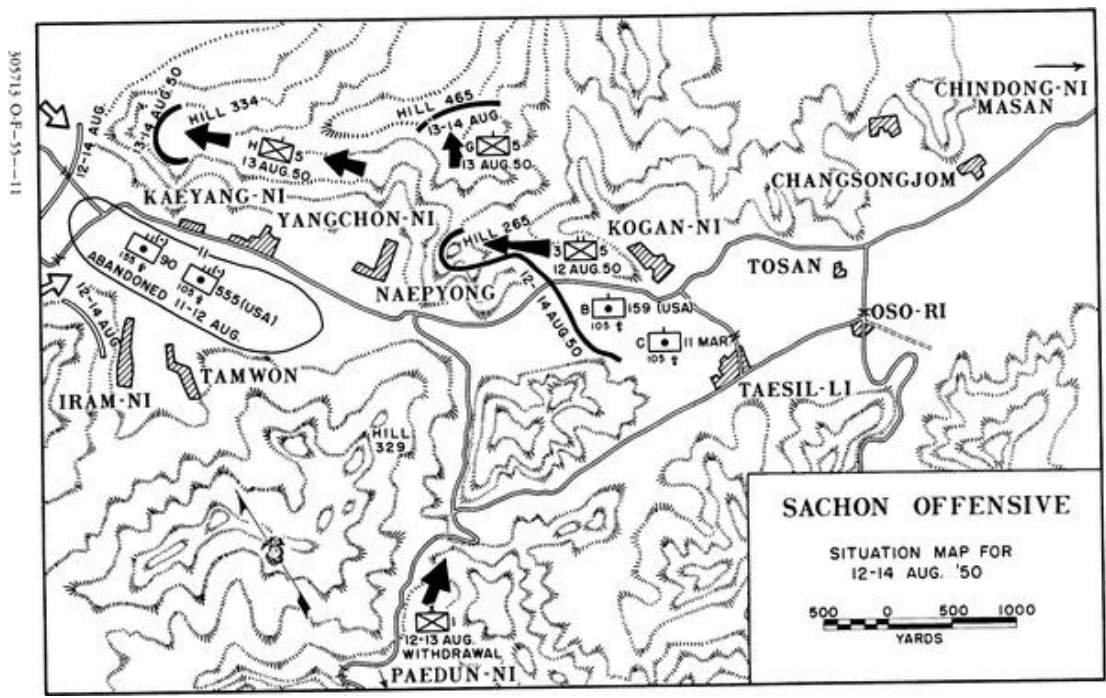 305713 O-F-55--11
CHINDONG-NI
MASAN
12-14 AUG.
13-14 AUG. 50
HILL 334
HILL 465
13-14 AUG.
H 5
13 AUG. 50
G 5
13 AUG. 50
CHANGSONGJOM
KAEYANG-NI
YANGCHON-NI
HILL 265
KOGAN-NI
3 5
12 AUG. 50
TOSAN
11
90
155
555 (USA)
105
ABANDONED 11-12 AUG.
NAEPYONG
12-14 AUG 50
B 159 (USA)
105
C 11 MAR
105
OSO-RI
12-14 AUG
TAMWON
IRAM-NI
TAESIL-LI
HILL
329
SACHON OFFENSIVE
SITUATION MAP FOR
12-14 AUG. '50
500 0 500 1000
YARDS
1
12-13 AUG.
WITHDRAWAL
PAEDUN-NI